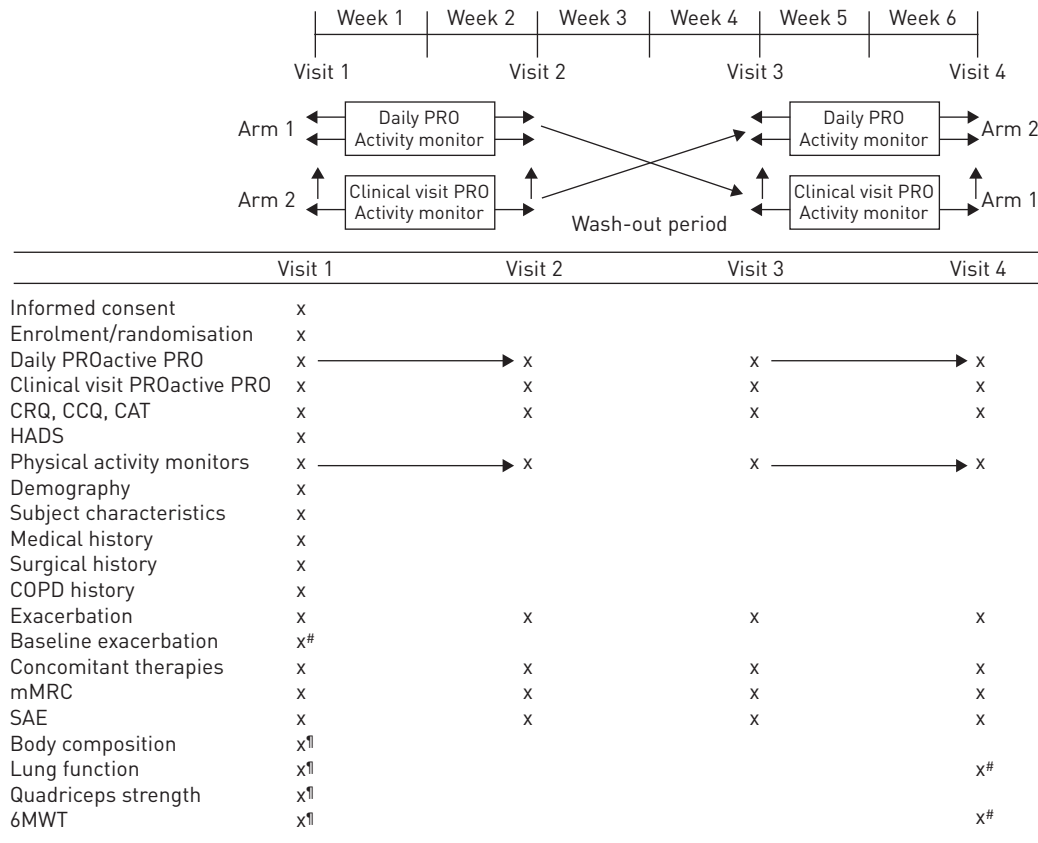 Week 1 Week 2 Week 3 Week 4 Week 5 Week 6
Visit 1 Visit 2 Visit 3 Visit 4
Arm 1 Daily PRO Activity monitor Daily PRO Activity monitor Arm 2
Arm 2 Clinical visit PRO Activity monitor Clinical visit PRO Activity monitor Arm 1
Wash-out period
Visit 1 Visit 2 Visit 3 Visit 4
Informed consent x
Enrolment/randomisation x
Daily PROactive PRO x x x x
Clinical visit PROactive PRO x x x x
CRQ, CCQ, CAT x x x x
HADS x
Physical activity monitors x x x x
Demography x
Subject characteristics x
Medical history x
Surgical history x
COPD history x
Exacerbation x x x x
Baseline exacerbation x#
Concomitant therapies x x x x
mMRC x x x x
SAE x x x x
Body composition x¶
Lung function x¶ x#
Quadriceps strength x¶
6MWT x¶ x#